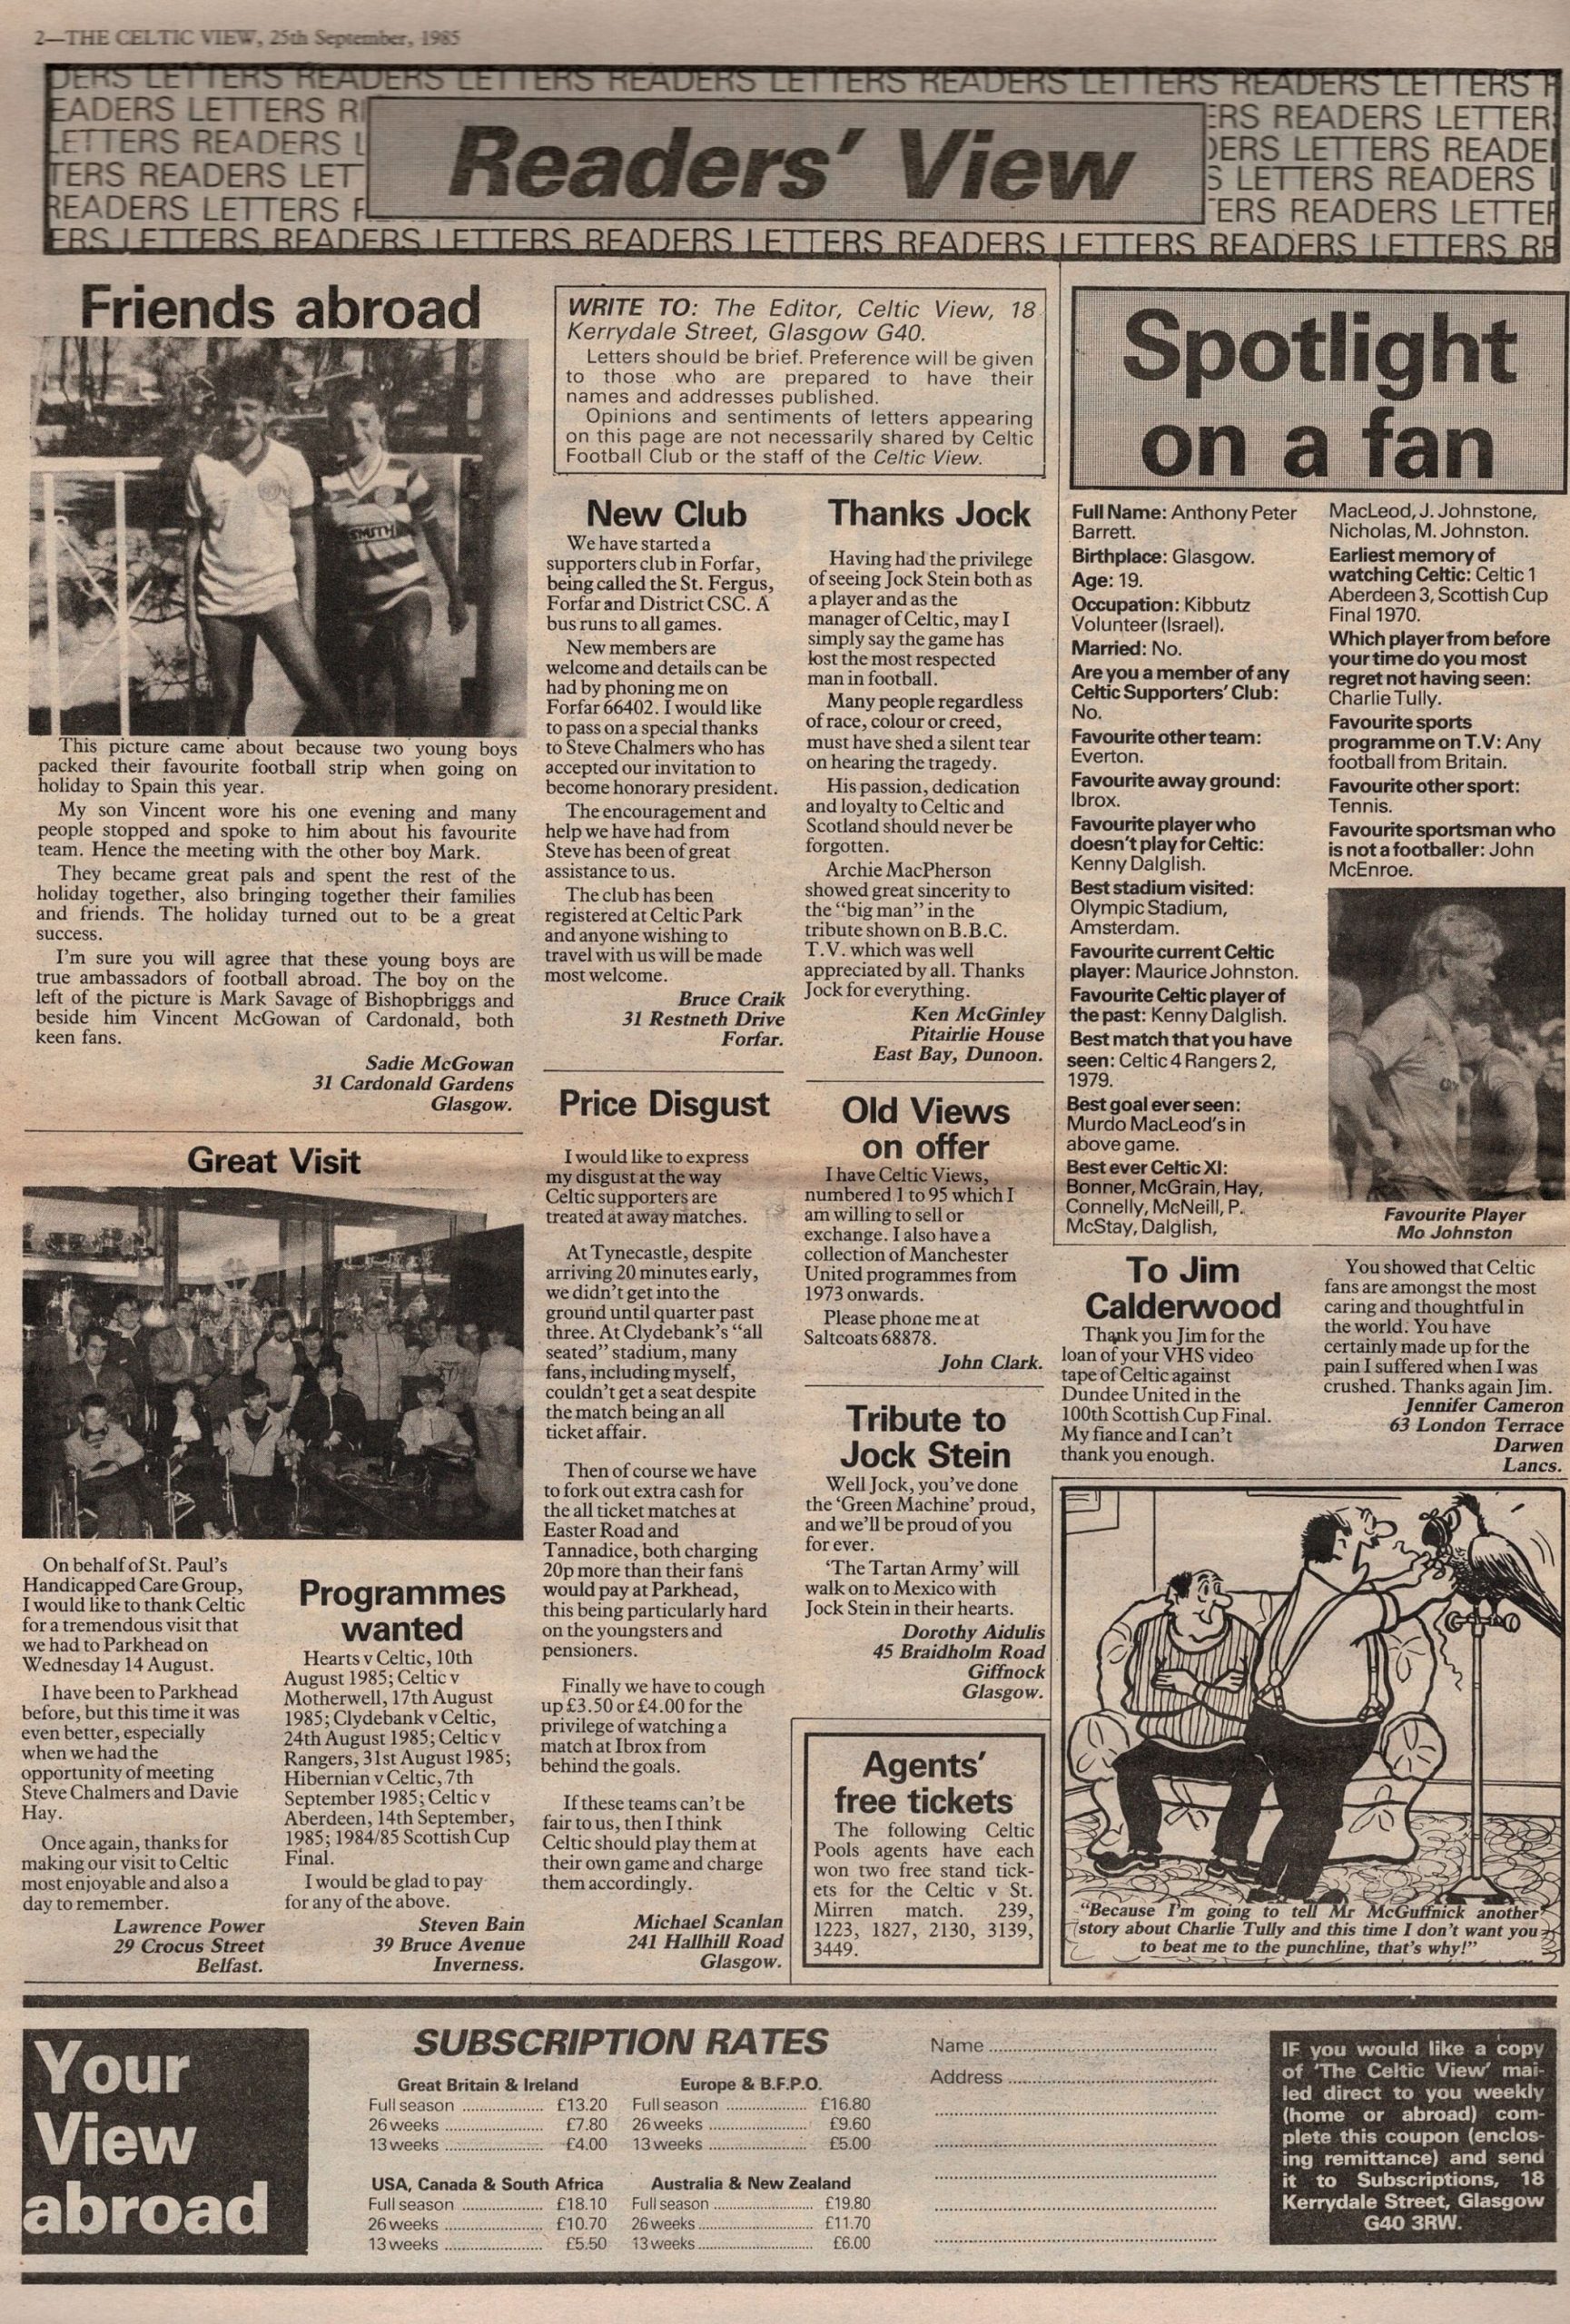 2—THE CELTIC VIEW, 25th September, 1985
DERS LETTERS READERS LETTERS READERS LETTERS READERS LETTERS READERS LETTERS
EADERS LETTERS
ERS READERS LETTER
LETTERS READERS
DERS LETTERS READE
TERS READERS LET
S LETTERS READERS
READERS LETTERS
TERS READERS LETTER
ERS LETTERS READERS LETTERS READERS LETTERS READERS LETTERS READERS LETTERS RE
Readers' View
Friends abroad
This picture came about because two young boys
packed their favourite football strip when going on
holiday to Spain this year.
My son Vincent wore his one evening and many
people stopped and spoke to him about his favourite
team. Hence the meeting with the other boy Mark.
They became great pals and spent the rest of the
holiday together, also bringing together their families
and friends. The holiday turned out to be a great
success.
I'm sure you will agree that these young boys are
true ambassadors of football abroad. The boy on the
left of the picture is Mark Savage of Bishopbriggs and
beside him Vincent McGowan of Cardonald, both
keen fans.
Sadie McGowan
31 Cardonald Gardens
Glasgow.
Great Visit
On behalf of St. Paul's
Handicapped Care Group,
I would like to thank Celtic
for a tremendous visit that
we had to Parkhead on
Wednesday 14 August.
I have been to Parkhead
before, but this time it was
even better, especially
when we had the
opportunity of meeting
Steve Chalmers and Davie
Hay.
Once again, thanks for
making our visit to Celtic
most enjoyable and also a
day to remember.
Lawrence Power
29 Crocus Street
Belfast.
Programmes
wanted
Hearts v Celtic, 10th
August 1985; Celtic v
Motherwell, 17th August
1985; Clydebank v Celtic,
24th August 1985; Celtic v
Rangers, 31st August 1985;
Hibernian v Celtic, 7th
September 1985; Celtic v
Aberdeen, 14th September,
1985; 1984/85 Scottish Cup
Final.
I would be glad to pay
for any of the above.
Steven Bain
39 Bruce Avenue
Inverness.
WRITE TO: The Editor, Celtic View, 18
Kerrydale Street, Glasgow G40.
Letters should be brief. Preference will be given
to those who are prepared to have their
names and addresses published.
Opinions and sentiments of letters appearing
on this page are not necessarily shared by Celtic
Football Club or the staff of the Celtic View.
New Club
We have started a
supporters club in Forfar,
being called the St. Fergus,
Forfar and District CSC. A
bus runs to all games.
New members are
welcome and details can be
had by phoning me on
Forfar 66402. I would like
to pass on a special thanks
to Steve Chalmers who has
accepted our invitation to
become honorary president.
The encouragement and
help we have had from
Steve has been of great
assistance to us.
The club has been
registered at Celtic Park
and anyone wishing to
travel with us will be made
most welcome.
Bruce Craik
31 Restneth Drive
Forfar.
Price Disgust
I would like to express
my disgust at the way
Celtic supporters are
treated at away matches.
At Tynecastle, despite
arriving 20 minutes early,
we didn't get into the
ground until quarter past
three. At Clydebank's "all
seated" stadium, many
fans, including myself,
couldn't get a seat despite
the match being an all
ticket affair.
Then of course we have
to fork out extra cash for
the all ticket matches at
Easter Road and
Tannadice, both charging
20p more than their fans
would pay at Parkhead,
this being particularly hard
on the youngsters and
pensioners.
Finally we have to cough
up £3.50 or £4.00 for the
privilege of watching a
match at Ibrox from
behind the goals.
If these teams can't be
fair to us, then I think
Celtic should play them at
their own game and charge
them accordingly.
Michael Scanlan
241 Hallhill Road
Glasgow.
Thanks Jock
Having had the privilege
of seeing Jock Stein both as
a player and as the
manager of Celtic, may I
simply say the game has
lost the most respected
man in football.
Many people regardless
of race, colour or creed,
must have shed a silent tear
on hearing the tragedy.
His passion, dedication
and loyalty to Celtic and
Scotland should never be
forgotten.
Archie MacPherson
showed great sincerity to
the "big man" in the
tribute shown on B.B.C.
T.V. which was well
appreciated by all. Thanks
Jock for everything.
Ken McGinley
Pitairlie House
East Bay, Dunoon.
Old Views
on offer
I have Celtic Views,
numbered 1 to 95 which I
am willing to sell or
exchange. I also have a
collection of Manchester
United programmes from
1973 onwards.
Please phone me at
Saltcoats 68878.
John Clark.
Tribute to
Jock Stein
Well Jock, you've done
the 'Green Machine' proud,
and we'll be proud of you
for ever.
'The Tartan Army' will
walk on to Mexico with
Jock Stein in their hearts.
Dorothy Aidulis
45 Braidholm Road
Giffnock
Glasgow.
Agents'
free tickets
The following Celtic
Pools agents have each
won two free stand tick-
ets for the Celtic v St.
Mirren match. 239,
1223, 1827, 2130, 3139,
3449.
Spotlight
on a fan
Full Name: Anthony Peter
Barrett.
Birthplace: Glasgow.
Age: 19.
Occupation: Kibbutz
Volunteer (Israel).
Married: No.
Are you a member of any
Celtic Supporters' Club:
No.
Favourite other team:
Everton.
Favourite away ground:
Ibrox.
Favourite player who
doesn't play for Celtic:
Kenny Dalglish.
Best stadium visited:
Olympic Stadium,
Amsterdam.
Favourite current Celtic
player: Maurice Johnston.
Favourite Celtic player of
the past: Kenny Dalglish.
Best match that you have
seen: Celtic 4 Rangers 2,
1979.
Best goal ever seen:
Murdo MacLeod's in
above game.
Best ever Celtic XI:
Bonner, McGrain, Hay,
Connelly, McNeill, P.
McStay, Dalglish,
MacLeod, J. Johnstone,
Nicholas, M. Johnston.
Earliest memory of
watching Celtic: Celtic 1
Aberdeen 3, Scottish Cup
Final 1970.
Which player from before
your time do you most
regret not having seen:
Charlie Tully.
Favourite sports
programme on T.V: Any
football from Britain.
Favourite other sport:
Tennis.
Favourite sportsman who
is not a footballer: John
McEnroe.
Favourite Player
Mo Johnston
To Jim
Calderwood
Thank you Jim for the
loan of your VHS video
tape of Celtic against
Dundee United in the
100th Scottish Cup Final.
My fiance and I can't
thank you enough.
You showed that Celtic
fans are amongst the most
caring and thoughtful in
the world. You have
certainly made up for the
pain I suffered when I was
crushed. Thanks again Jim.
Jennifer Cameron
63 London Terrace
Darwen
Lancs.
"Because I'm going to tell Mr McGuffnick another
story about Charlie Tully and this time I don't want you
to beat me to the punchline, that's why!"
Your
View
abroad
SUBSCRIPTION RATES
Great Britain & Ireland
Full season .................. £13.20
26 weeks ...................... £7.80
13 weeks ...................... £4.00
Europe & B.F.P.O.
Full season .................. £16.80
26 weeks ...................... £9.60
13 weeks ...................... £5.00
USA, Canada & South Africa
Full season .................. £18.10
26 weeks ...................... £10.70
13 weeks ...................... £5.50
Australia & New Zealand
Full season ...................... £19.80
26 weeks .......................... £11.70
13 weeks .......................... £6.00
Name ..................................................
Address ..............................................
IF you would like a copy
of 'The Celtic View' mai-
led direct to you weekly
(home or abroad) com-
plete this coupon (enclos-
ing remittance) and send
it to Subscriptions, 18
Kerrydale Street, Glasgow
G40 3RW.